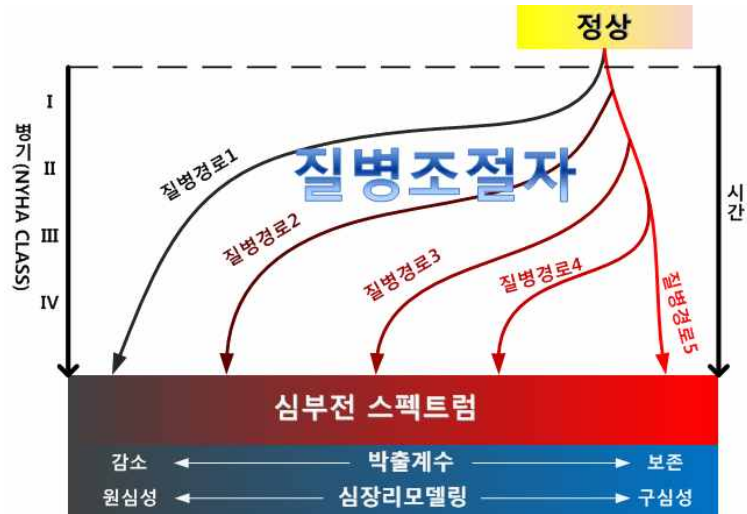 정상
병기 (NYHA CLASS)
I
II
III
IV
시간
질병조절자
질병경로1
질병경로2
질병경로3
질병경로4
질병경로5
심부전 스펙트럼
감소 박출계수 보존
원심성 심장리모델링 구심성